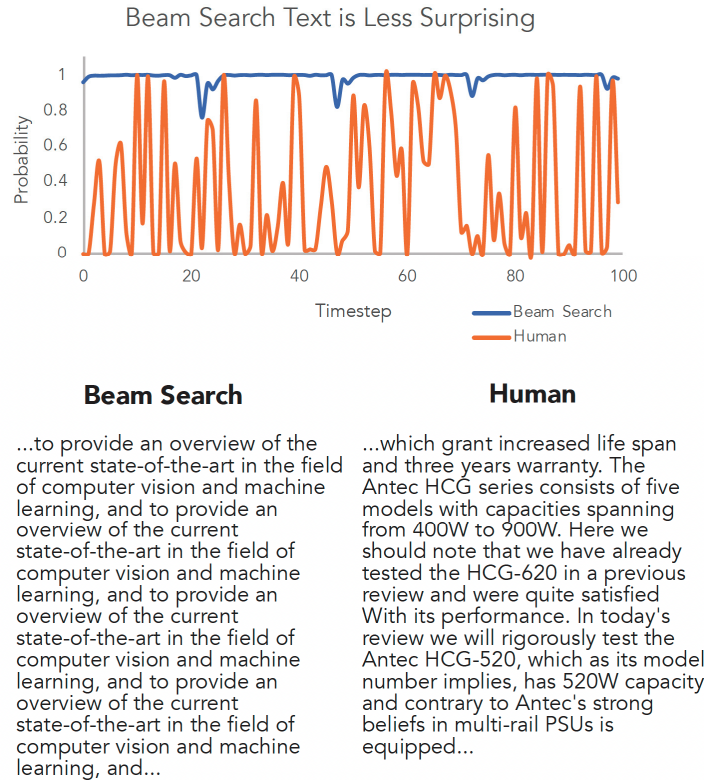 Beam Search Text is Less Surprising
1
0.8
0.6
0.4
0.2
0
Probability
0 20 40 60 80 100
Timestep
Beam Search
Human
Beam Search
...to provide an overview of the
current state-of-the-art in the field
of computer vision and machine
learning, and to provide an
overview of the current
state-of-the-art in the field of
computer vision and machine
learning, and to provide an
overview of the current
state-of-the-art in the field of
computer vision and machine
learning, and to provide an
overview of the current
state-of-the-art in the field of
computer vision and machine
learning, and...
Human
...which grant increased life span
and three years warranty. The
Antec HCG series consists of five
models with capacities spanning
from 400W to 900W. Here we
should note that we have already
tested the HCG-620 in a previous
review and were quite satisfied
With its performance. In today's
review we will rigorously test the
Antec HCG-520, which as its model
number implies, has 520W capacity
and contrary to Antec's strong
beliefs in multi-rail PSUs is
equipped...